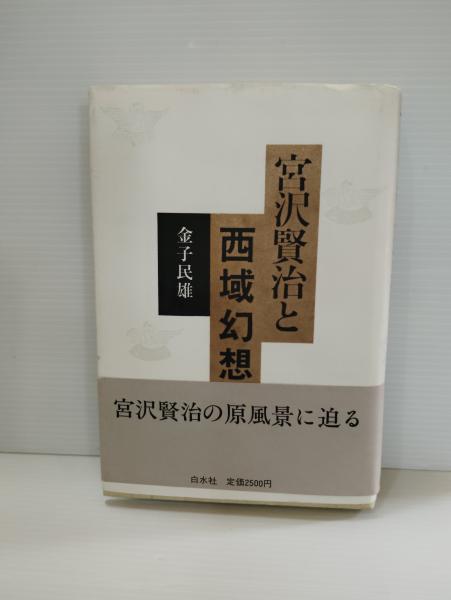 宮沢賢治と
西域幻想
金子民雄
宮沢賢治の原風景に迫る
白水社 定価2500円